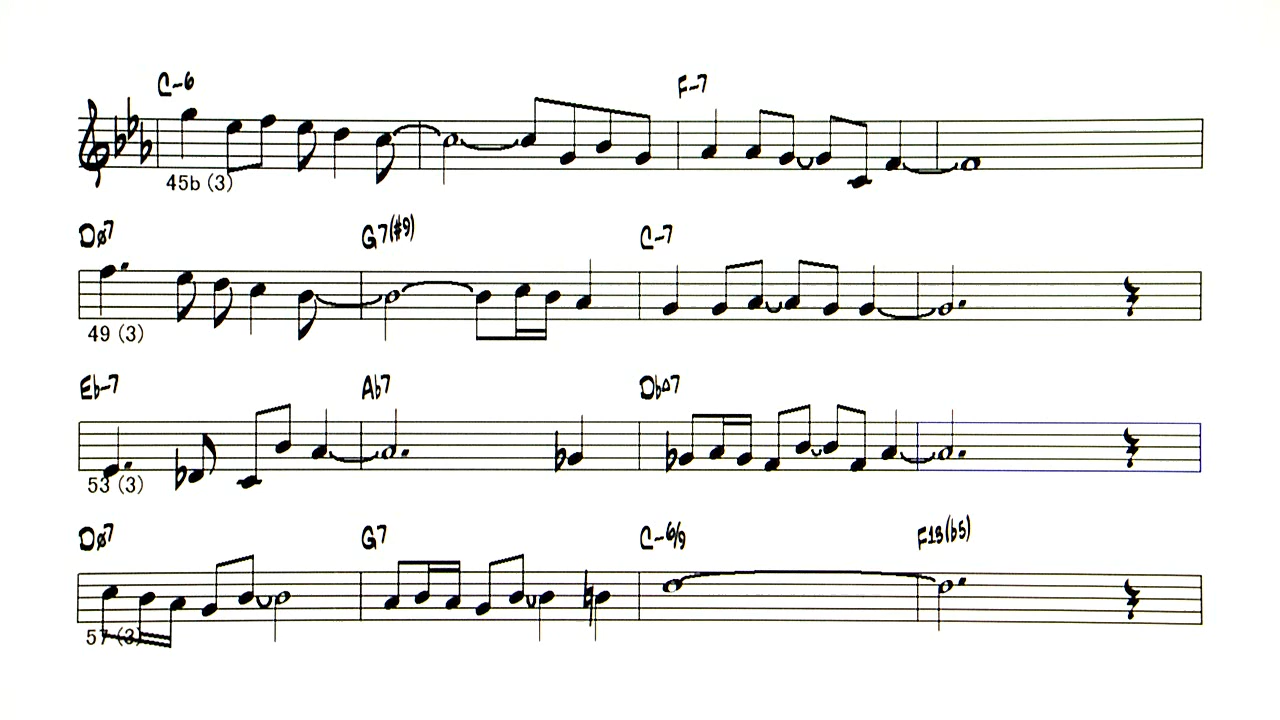 C-6 F-7
45b (3)
Dø7 G7(#9) C-7
49 (3)
Eb-7 Ab7 Db△7
53 (3)
Dø7 G7 C-6/9 F13(b5)
57 (3)